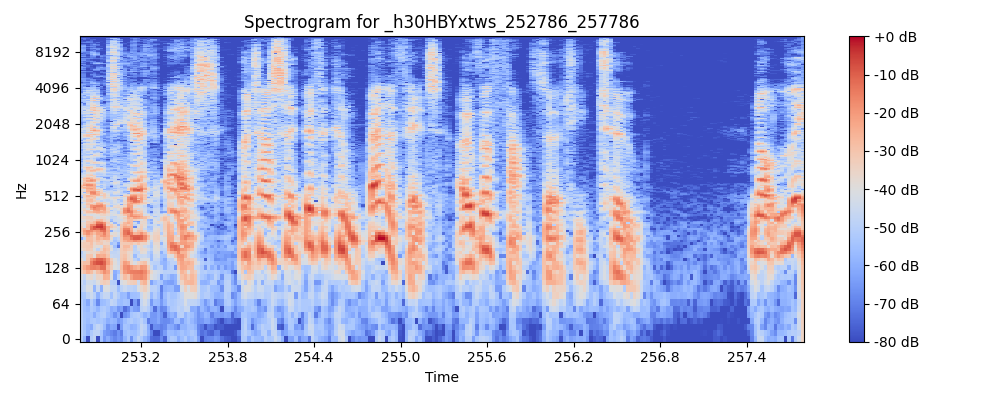 Spectrogram for _h30HBYxtws_252786_257786
8192
4096
2048
1024
512
256
128
64
0
Hz
253.2 253.8 254.4 255.0 255.6 256.2 256.8 257.4
Time
+0 dB
-10 dB
-20 dB
-30 dB
-40 dB
-50 dB
-60 dB
-70 dB
-80 dB